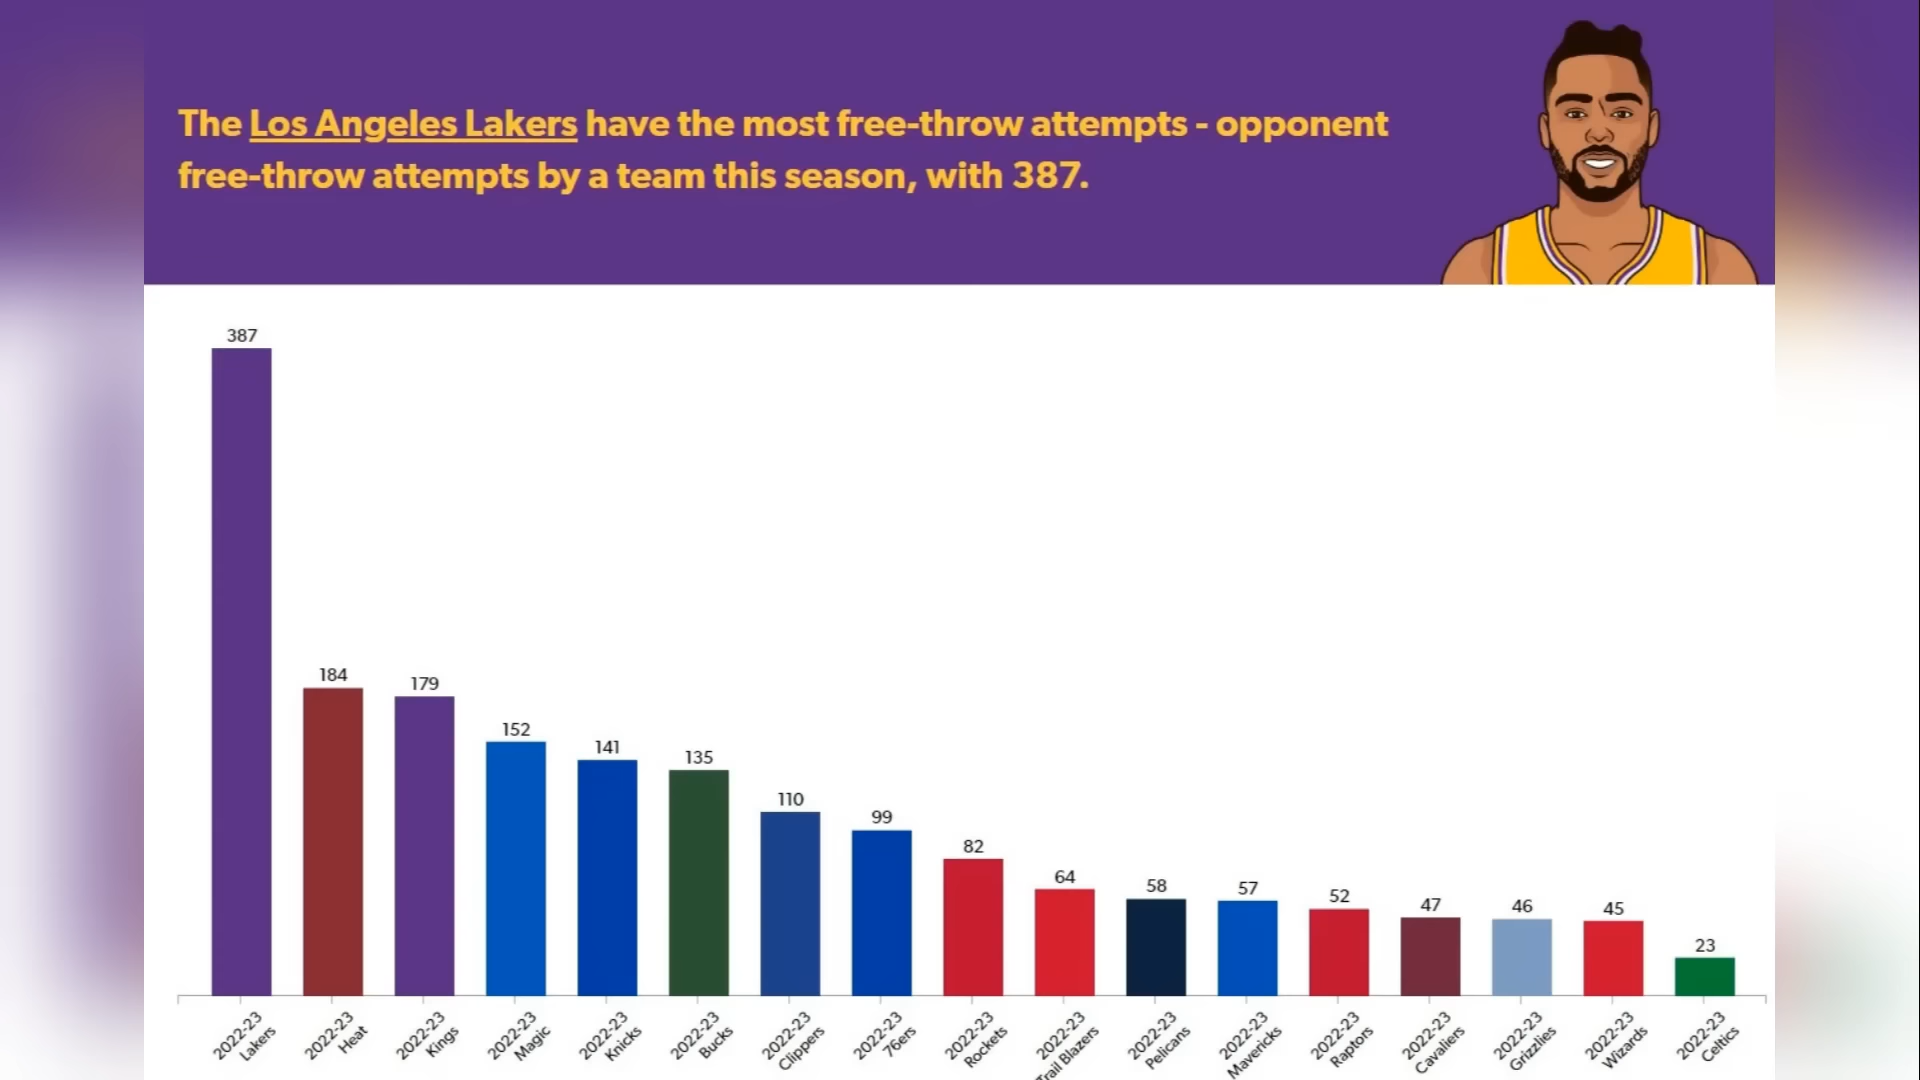 The Los Angeles Lakers have the most free-throw attempts - opponent
free-throw attempts by a team this season, with 387.
387
184
179
152
141
135
110
99
82
64
58
57
52
47
46
45
23
2022-23
Lakers
2022-23
Heat
2022-23
Kings
2022-23
Magic
2022-23
Knicks
2022-23
Bucks
2022-23
Clippers
2022-23
76ers
2022-23
Rockets
2022-23
Trail Blazers
2022-23
Pelicans
2022-23
Mavericks
2022-23
Raptors
2022-23
Cavaliers
2022-23
Grizzlies
2022-23
Wizards
2022-23
Celtics